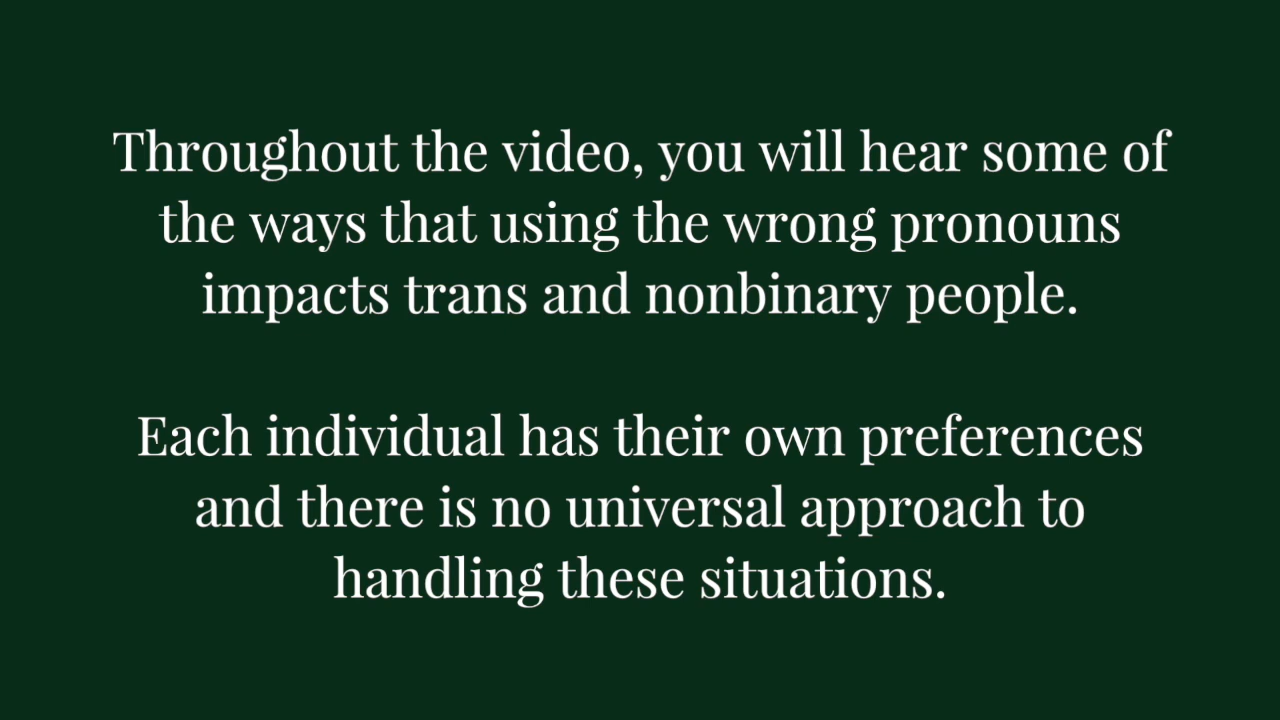 Throughout the video, you will hear some of
the ways that using the wrong pronouns
impacts trans and nonbinary people.
Each individual has their own preferences
and there is no universal approach to
handling these situations.